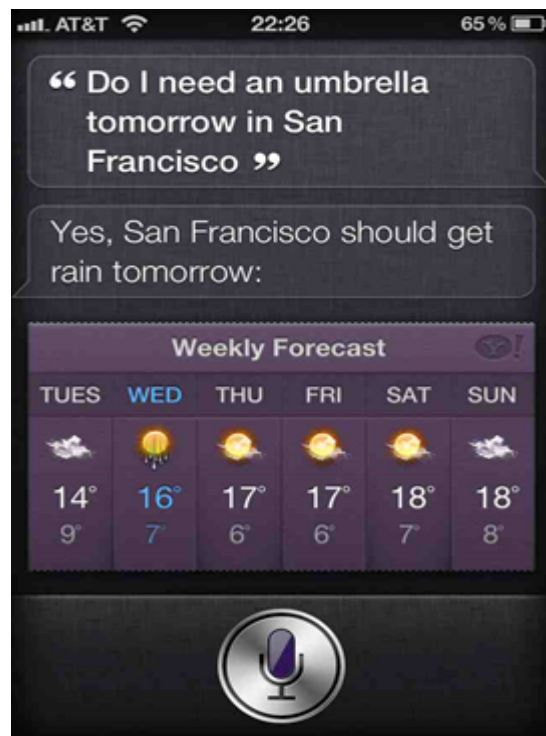 AT&T 22:26 65 %
“ Do I need an umbrella
tomorrow in San
Francisco ”
Yes, San Francisco should get
rain tomorrow:
Weekly Forecast Y!
TUES WED THU FRI SAT SUN
14° 16° 17° 17° 18° 18°
9° 7° 6° 6° 7° 8°